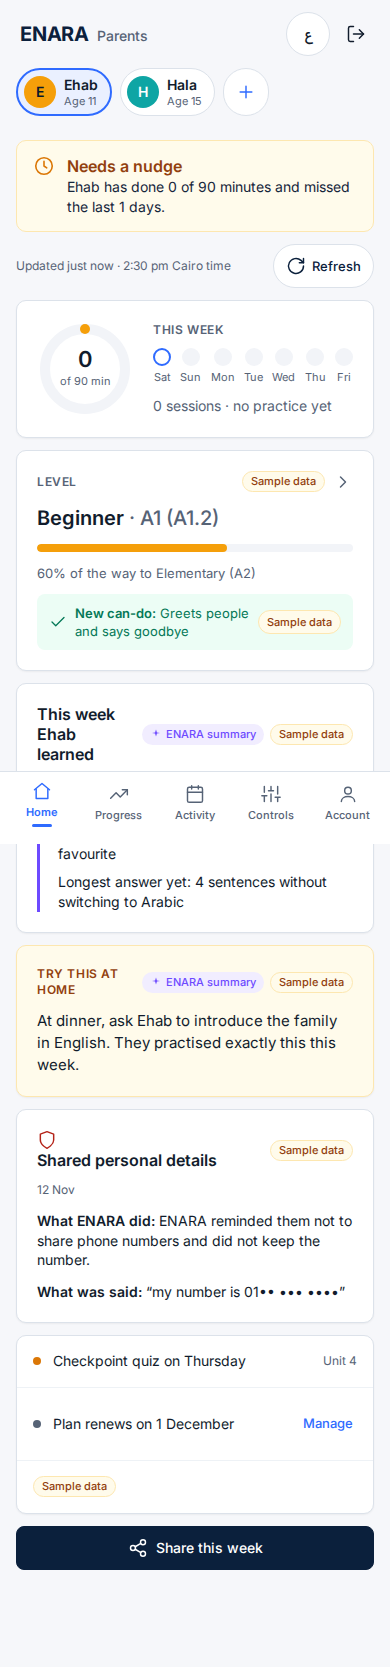 ENARA Parents
ع
E
Ehab
Age 11
H
Hala
Age 15
+
Needs a nudge
Ehab has done 0 of 90 minutes and missed
the last 1 days.
Updated just now · 2:30 pm Cairo time
Refresh
0
of 90 min
THIS WEEK
Sat Sun Mon Tue Wed Thu Fri
0 sessions · no practice yet
LEVEL
Sample data
Beginner · A1 (A1.2)
60% of the way to Elementary (A2)
New can-do: Greets people
and says goodbye
Sample data
This week
Ehab
learned
ENARA summary
Sample data
Home
Progress
Activity
Controls
Account
favourite
Longest answer yet: 4 sentences without
switching to Arabic
TRY THIS AT
HOME
ENARA summary
Sample data
At dinner, ask Ehab to introduce the family
in English. They practised exactly this this
week.
Shared personal details
Sample data
12 Nov
What ENARA did: ENARA reminded them not to
share phone numbers and did not keep the
number.
What was said: “my number is 01•• ••• ••••”
Checkpoint quiz on Thursday
Unit 4
Plan renews on 1 December
Manage
Sample data
Share this week